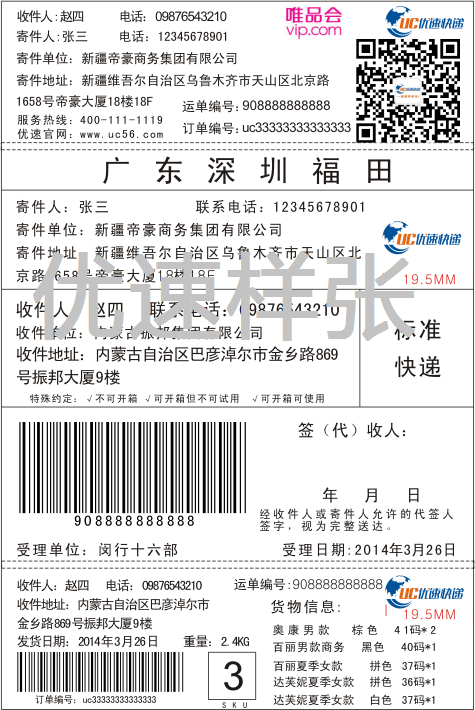 收件人:赵四 电话: 09876543210
唯品会
vip.com
UC优速快递
寄件人:张三 电话: 12345678901
寄件单位: 新疆帝豪商务集团有限公司
寄件地址: 新疆维吾尔自治区乌鲁木齐市天山区北京路
1658号帝豪大厦18楼18F
运单编号: 908888888888
服务热线: 400-111-1119
订单编号: uc33333333333333
优速官网: www.uc56.com
广东深圳福田
寄件人: 张三 联系电话: 12345678901
寄件单位: 新疆帝豪商务集团有限公司
UC优速快递
寄件地址: 新疆维吾尔自治区乌鲁木齐市天山区北
京路1658号帝豪大厦18楼18F
19.5MM
优速样张
收件人: 赵四 联系电话: 09876543210
收件单位: 内蒙古振邦集团有限公司
收件地址: 内蒙古自治区巴彦淖尔市金乡路869
号振邦大厦9楼
标准
快递
特殊约定: √不可开箱 √可开箱但不可试用 √可开箱可使用
签(代)收人:
年 月 日
908888888888
经收件人或寄件人允许的代签人
签字,视为完整送达。
受理单位: 闵行十六部 受理日期: 2014年3月26日
收件人: 赵四 电话: 09876543210 运单编号: 908888888888
UC优速快递
收件地址: 内蒙古自治区巴彦淖尔市
金乡路869号振邦大厦9楼
货物信息:
19.5MM
发货日期: 2014年3月26日 重量: 2.4KG
奥康男款 棕色 41码*2
百丽男款商务 黑色 40码*1
百丽夏季女款 拼色 37码*1
达芙妮夏季女款 拼色 36码*1
达芙妮夏季女款 白色 37码*1
订单编号: uc33333333333333
3
SKU